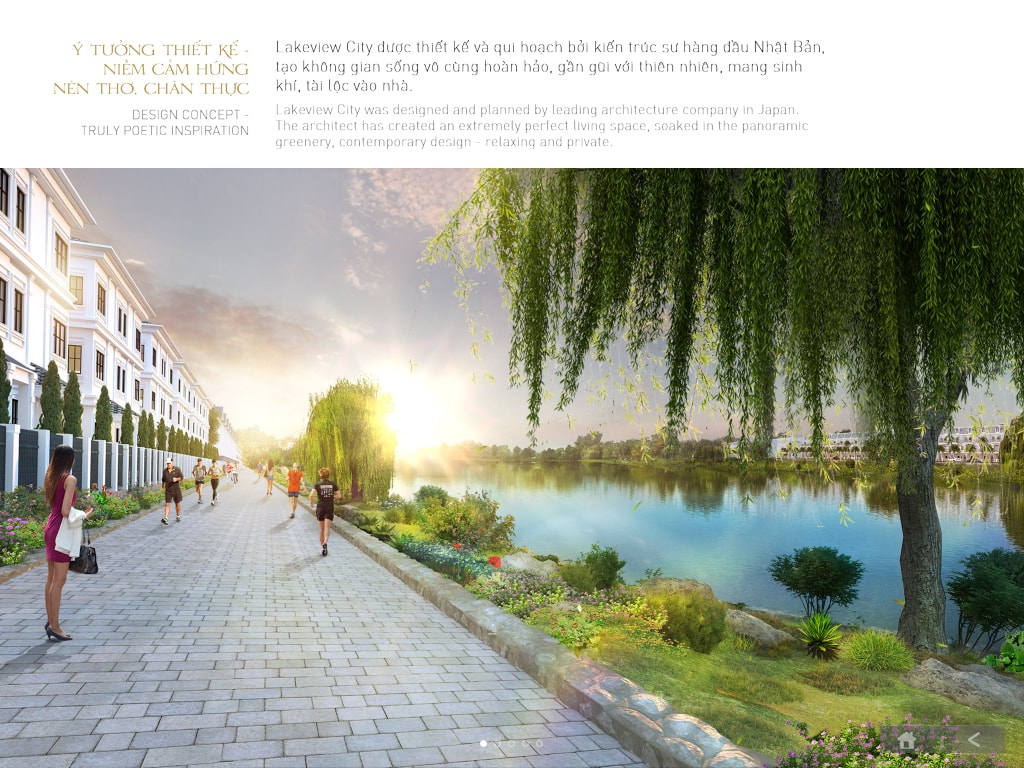 Ý TƯỞNG THIẾT KẾ -
NIỀM CẢM HỨNG
NÊN THƠ, CHÂN THỰC
DESIGN CONCEPT -
TRULY POETIC INSPIRATION
Lakeview City được thiết kế và qui hoạch bởi kiến trúc sư hàng đầu Nhật Bản,
tạo không gian sống vô cùng hoàn hảo, gần gũi với thiên nhiên, mang sinh
khí, tài lộc vào nhà.
Lakeview City was designed and planned by leading architecture company in Japan.
The architect has created an extremely perfect living space, soaked in the panoramic
greenery, contemporary design - relaxing and private.